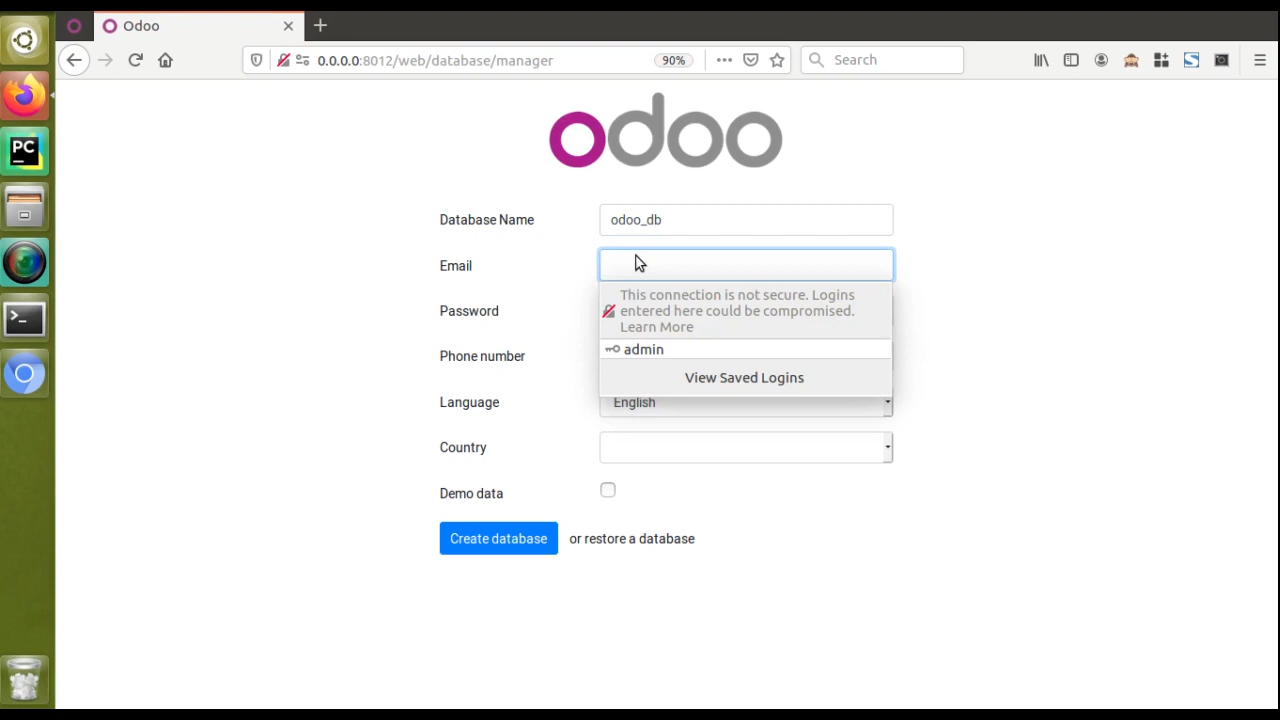 Odoo
0.0.0.0:8012/web/database/manager
90%
Search
PC
odoo
Database Name
odoo_db
Email
This connection is not secure. Logins
entered here could be compromised.
Learn More
Password
admin
Phone number
View Saved Logins
Language
English
Country
Demo data
Create database
or restore a database